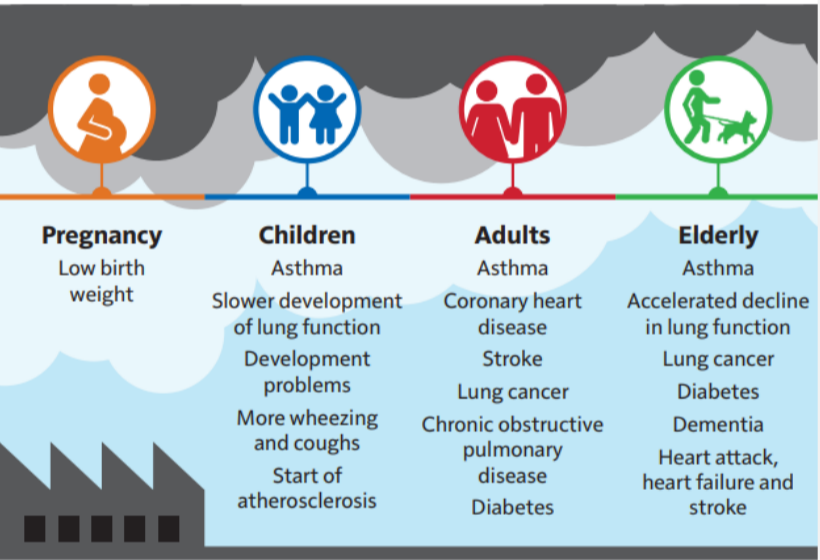 Pregnancy
Low birth
weight
Children
Asthma
Slower development
of lung function
Development
problems
More wheezing
and coughs
Start of
atherosclerosis
Adults
Asthma
Coronary heart
disease
Stroke
Lung cancer
Chronic obstructive
pulmonary
disease
Diabetes
Elderly
Asthma
Accelerated decline
in lung function
Lung cancer
Diabetes
Dementia
Heart attack,
heart failure and
stroke